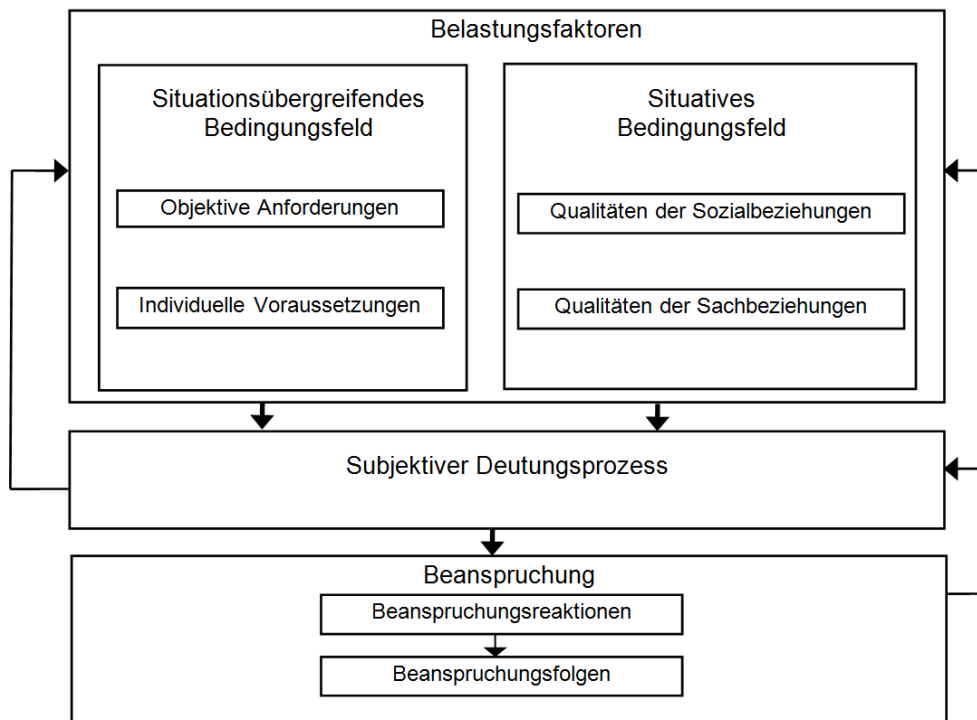 Belastungsfaktoren
Situationsübergreifendes
Bedingungsfeld
Objektive Anforderungen
Individuelle Voraussetzungen
Situatives
Bedingungsfeld
Qualitäten der Sozialbeziehungen
Qualitäten der Sachbeziehungen
Subjektiver Deutungsprozess
Beanspruchung
Beanspruchungsreaktionen
Beanspruchungsfolgen